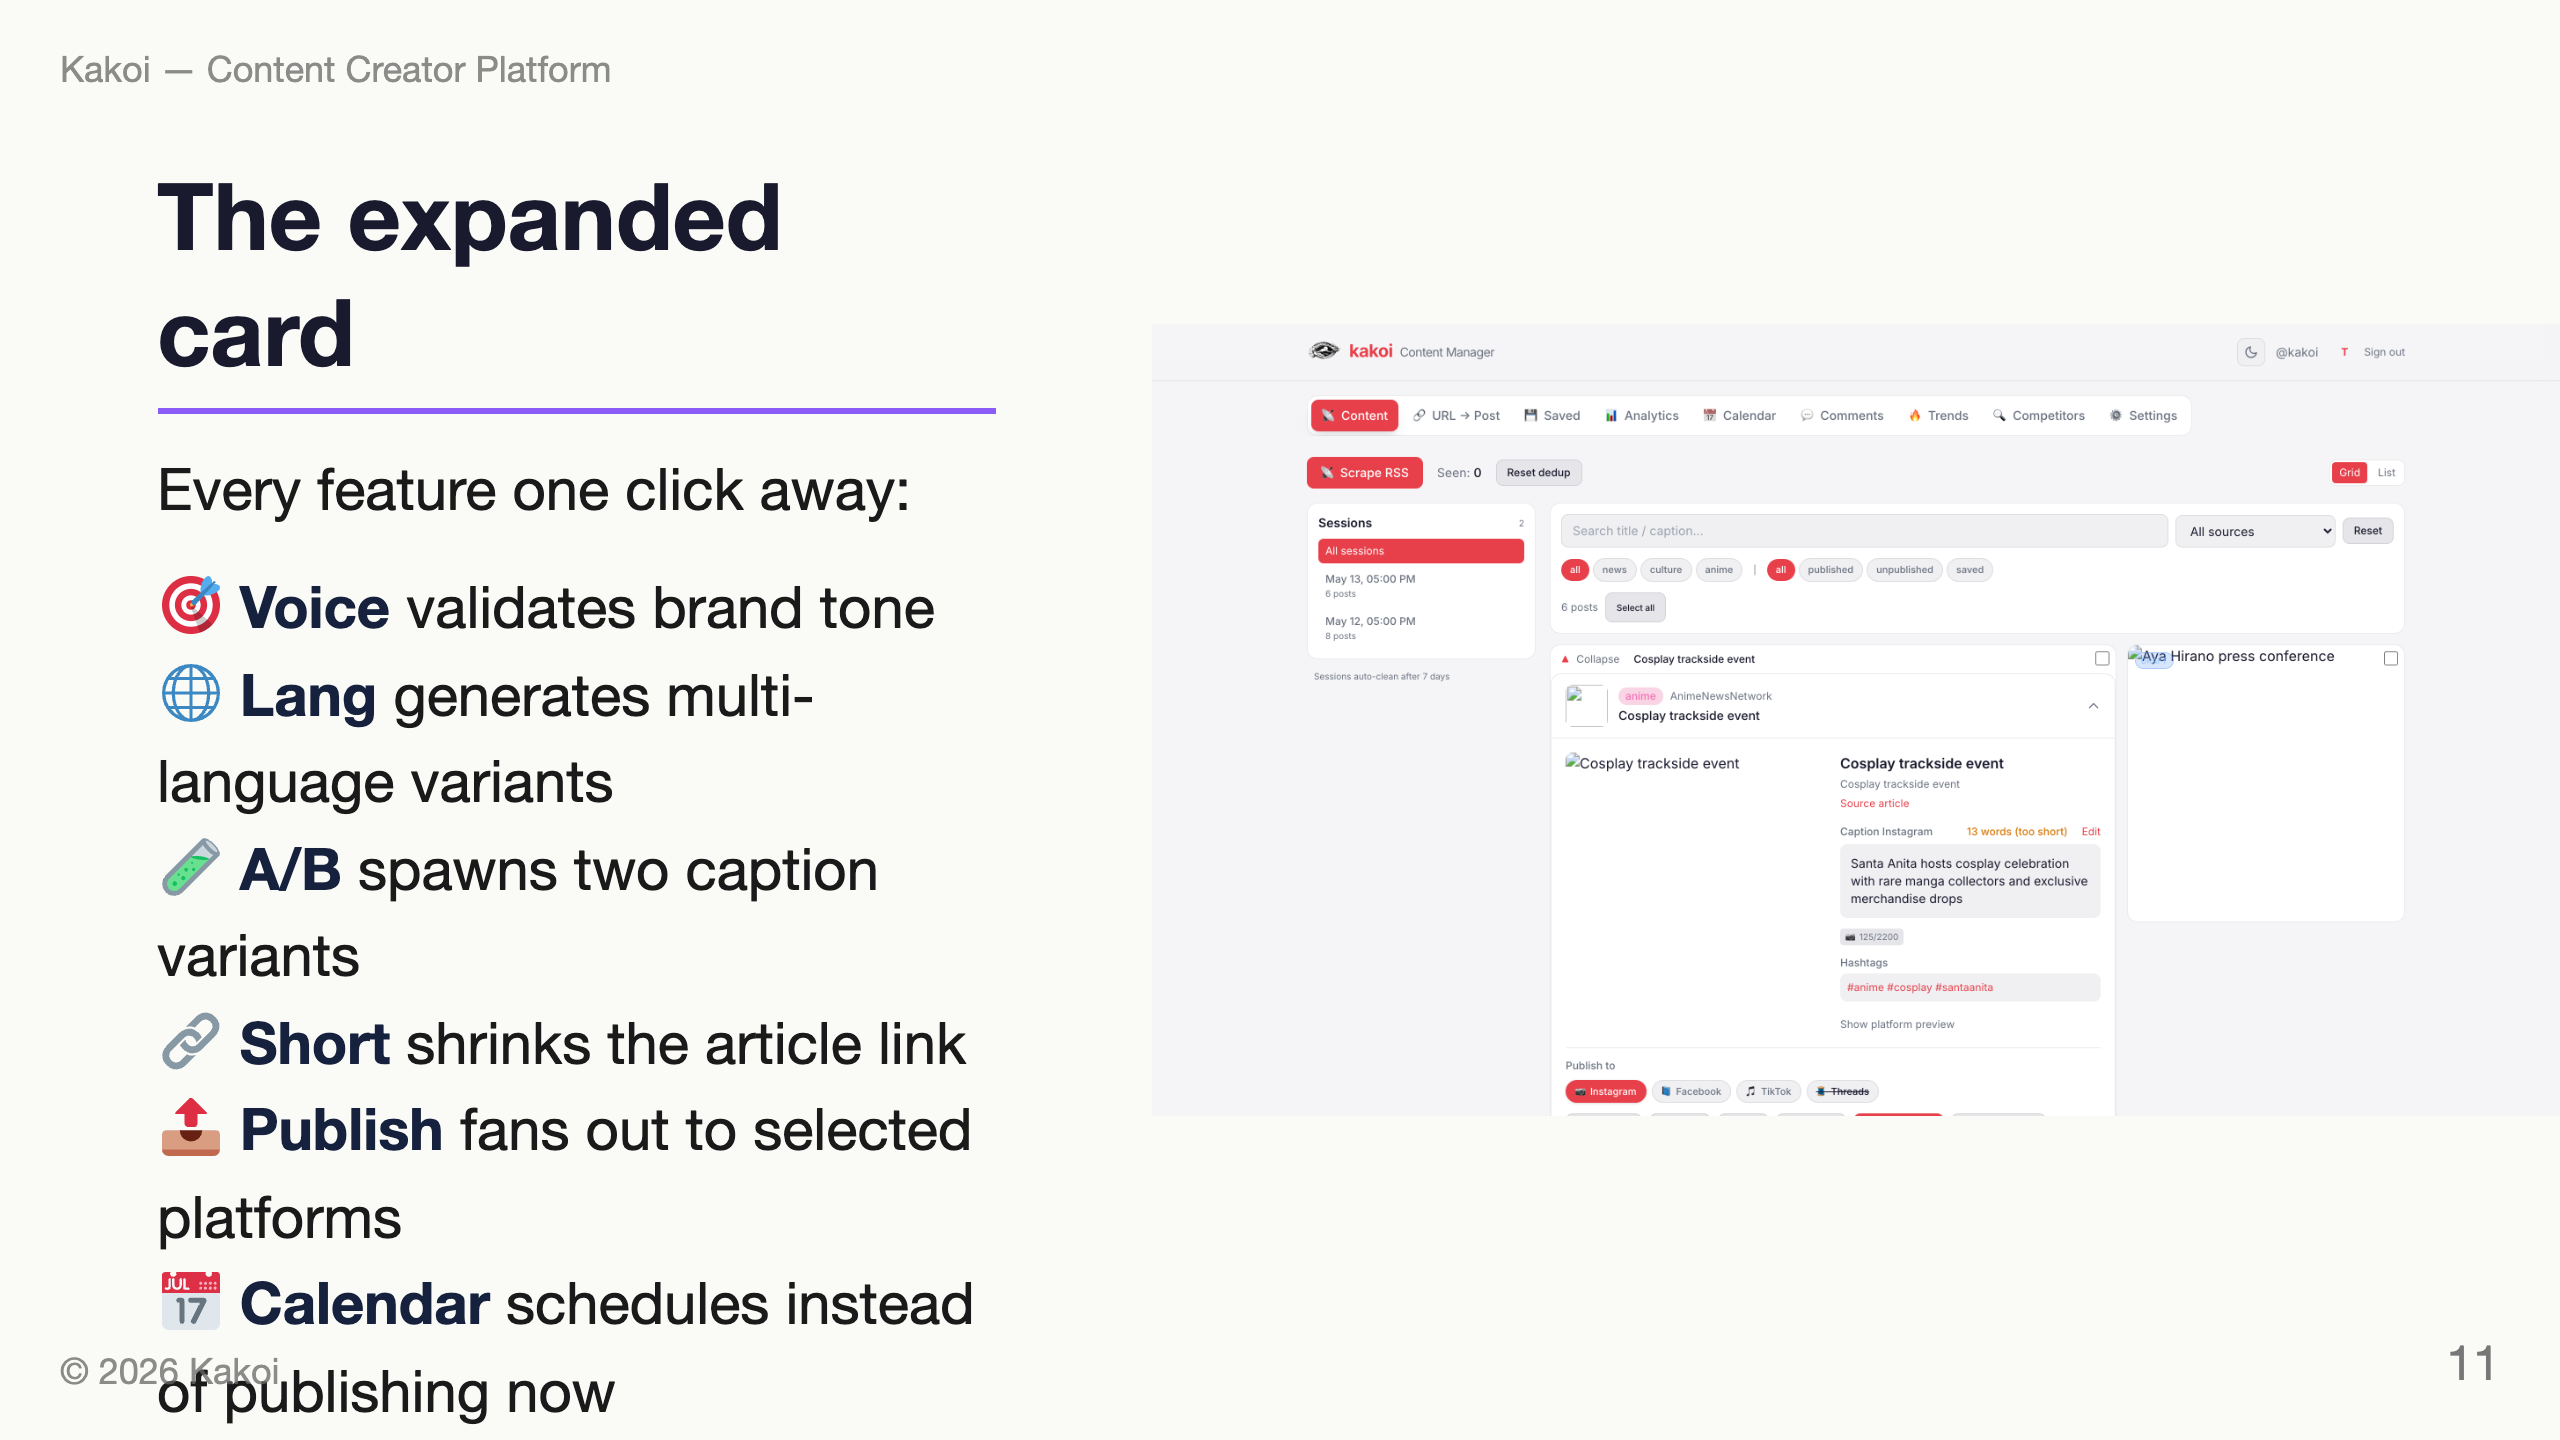 Kakoi — Content Creator Platform
The expanded
card
Every feature one click away:
🎯 Voice validates brand tone
🌐 Lang generates multi-
language variants
🧪 A/B spawns two caption
variants
🔗 Short shrinks the article link
📤 Publish fans out to selected
platforms
📅 Calendar schedules instead
of publishing now
© 2026 Kakoi
11
kakoi Content Manager
@kakoi T Sign out
Content URL → Post Saved Analytics Calendar Comments Trends Competitors Settings
Scrape RSS Seen: 0 Reset dedup Grid List
Sessions 2
All sessions
May 13, 05:00 PM
6 posts
May 12, 05:00 PM
8 posts
Sessions auto-clean after 7 days
Search title / caption... All sources Reset
all news culture anime | all published unpublished saved
6 posts Select all
Collapse Cosplay trackside event
anime AnimeNewsNetwork
Cosplay trackside event
Cosplay trackside event
Cosplay trackside event
Cosplay trackside event
Source article
Caption Instagram 13 words (too short) Edit
Santa Anita hosts cosplay celebration
with rare manga collectors and exclusive
merchandise drops
125/2200
Hashtags
#anime #cosplay #santaanita
Show platform preview
Publish to
Instagram Facebook TikTok Threads
Aya Hirano press conference